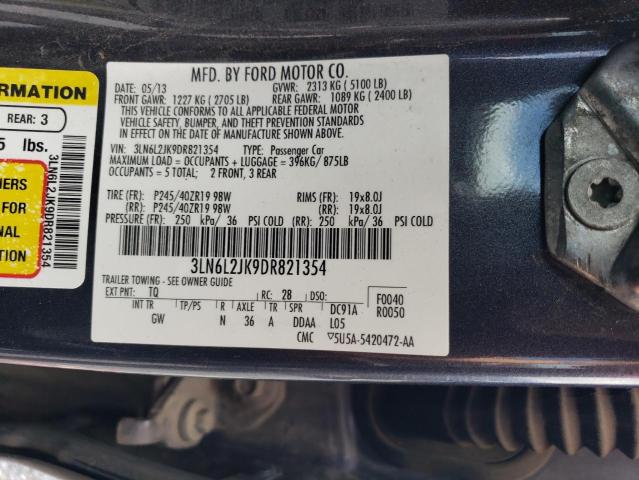 ORMATION
REAR: 3
5 lbs.
IERS
FOR
NAL
ON
3LN6L2JK9DR821354
MFD. BY FORD MOTOR CO.
DATE: 05/13 GVWR: 2313 KG ( 5100 LB)
FRONT GAWR: 1227 KG ( 2705 LB) REAR GAWR: 1089 KG ( 2400 LB)
THIS VEHICLE CONFORMS TO ALL APPLICABLE FEDERAL MOTOR
VEHICLE SAFETY, BUMPER, AND THEFT PREVENTION STANDARDS
IN EFFECT ON THE DATE OF MANUFACTURE SHOWN ABOVE.
VIN: 3LN6L2JK9DR821354 TYPE: Passenger Car
MAXIMUM LOAD = OCCUPANTS + LUGGAGE = 396KG/ 875LB
OCCUPANTS = 5 TOTAL; 2 FRONT, 3 REAR
TIRE (FR): P245/40ZR19 98W RIMS (FR): 19x8.0J
(RR): P245/40ZR19 98W (RR): 19x8.0J
PRESSURE (FR): 250 kPa/ 36 PSI COLD (RR): 250 kPa/ 36 PSI COLD
3LN6L2JK9DR821354
TRAILER TOWING - SEE OWNER GUIDE
EXT PNT: TQ RC: 28 DSO: F0040
INT TR TP/PS R AXLE TR SPR DC91A R0050
GW N 36 A DDAA L05
CMC ▽5U5A-5420472-AA